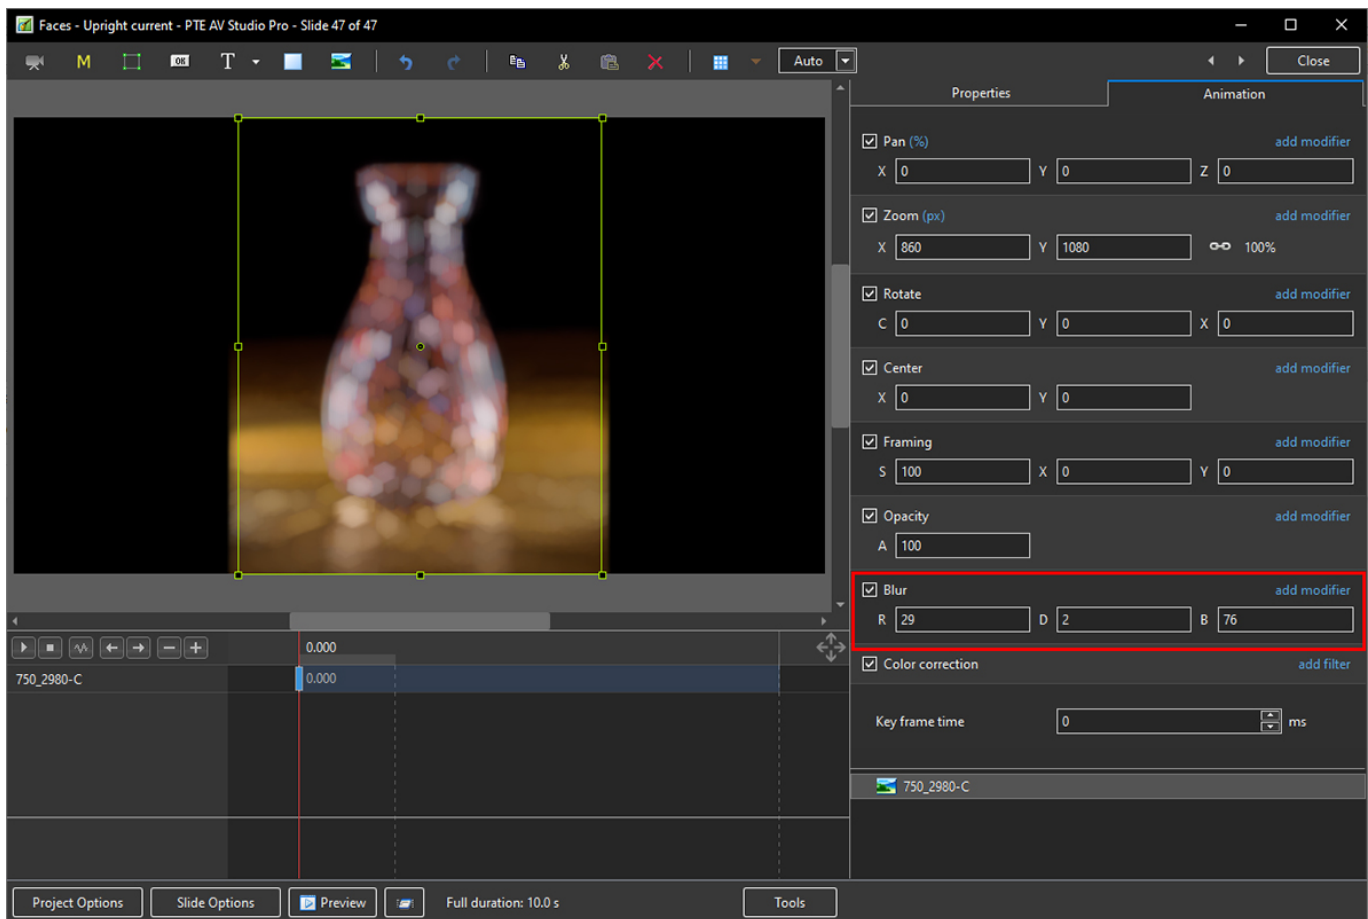 Faces - Upright current - PTE AV Studio Pro - Slide 47 of 47
M OK T Auto Close
Properties Animation
Pan (%) add modifier
X 0 Y 0 Z 0
Zoom (px) add modifier
X 860 Y 1080 100%
Rotate add modifier
C 0 Y 0 X 0
Center add modifier
X 0 Y 0
Framing add modifier
S 100 X 0 Y 0
Opacity add modifier
A 100
Blur add modifier
R 29 D 2 B 76
Color correction add filter
Key frame time 0 ms
750_2980-C
0.000
750_2980-C 0.000
Project Options Slide Options Preview Full duration: 10.0 s Tools